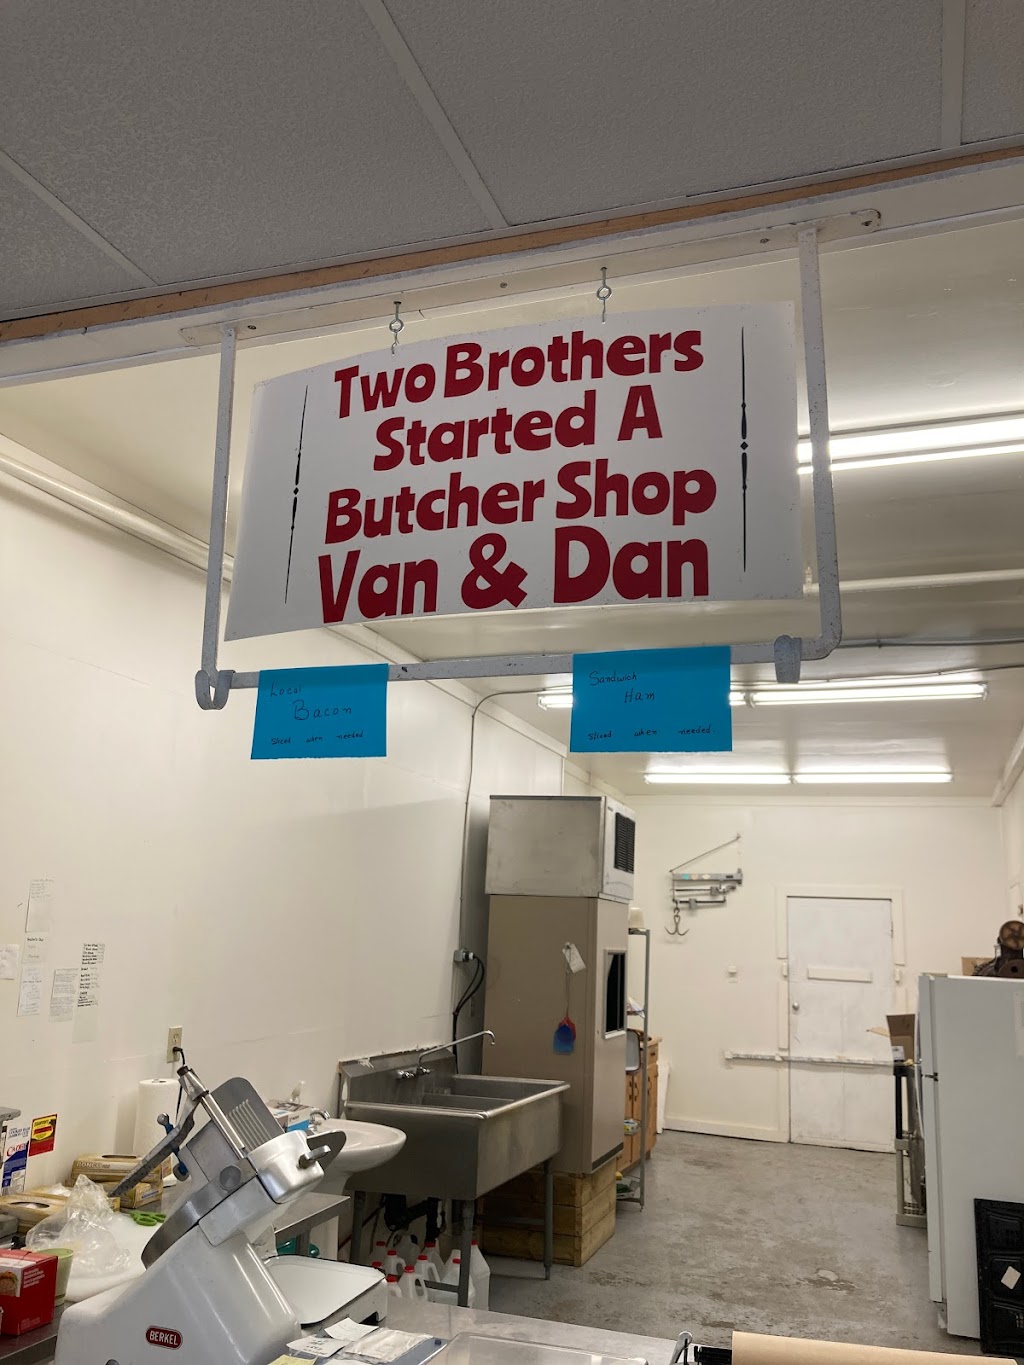 Two Brothers
Started A
Butcher Shop
Van & Dan
Local
Bacon
Sliced when needed
Sandwich
Ham
Sliced when needed.
BERKEL